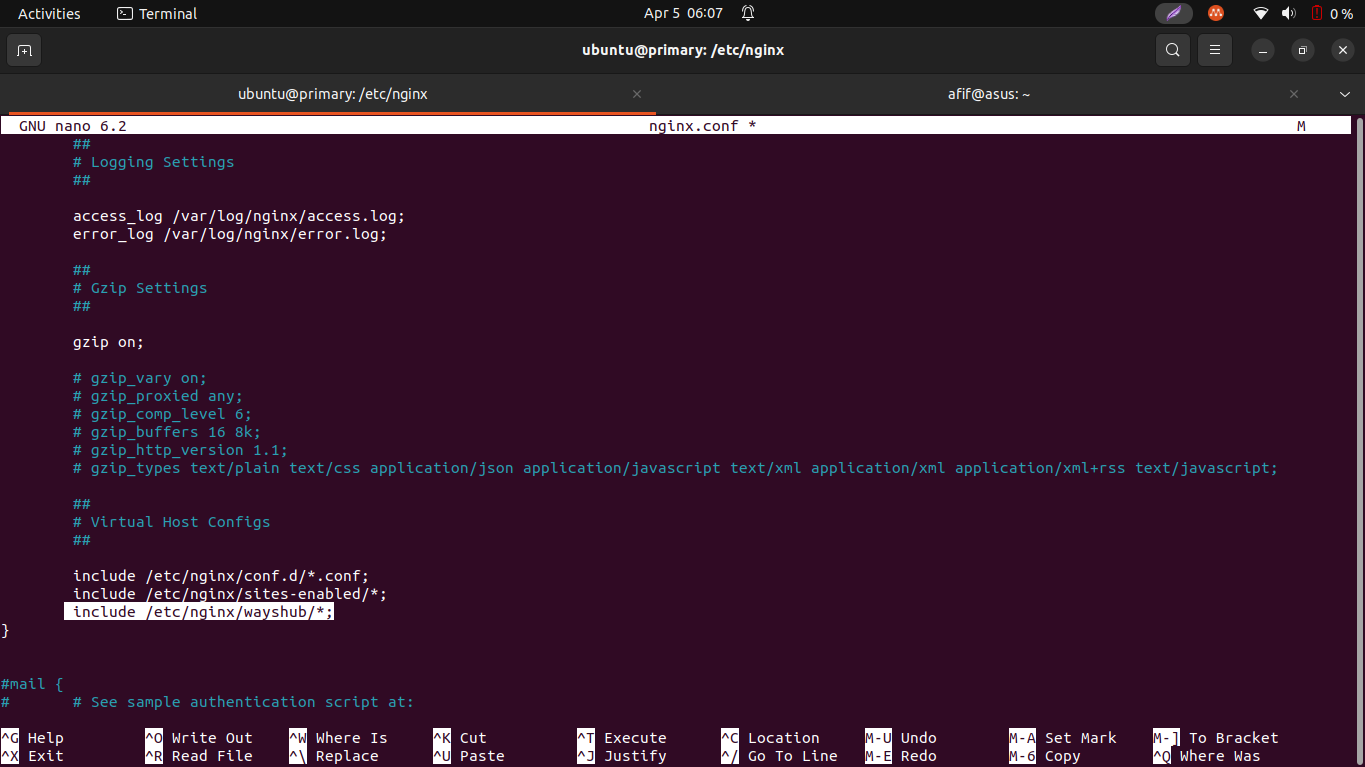 Activities Terminal Apr 5 06:07 0 %
ubuntu@primary: /etc/nginx
ubuntu@primary: /etc/nginx afif@asus: ~
GNU nano 6.2 nginx.conf * M
##
# Logging Settings
##
access_log /var/log/nginx/access.log;
error_log /var/log/nginx/error.log;
##
# Gzip Settings
##
gzip on;
# gzip_vary on;
# gzip_proxied any;
# gzip_comp_level 6;
# gzip_buffers 16 8k;
# gzip_http_version 1.1;
# gzip_types text/plain text/css application/json application/javascript text/xml application/xml application/xml+rss text/javascript;
##
# Virtual Host Configs
##
include /etc/nginx/conf.d/*.conf;
include /etc/nginx/sites-enabled/*;
include /etc/nginx/wayshub/*;
}
#mail {
# # See sample authentication script at:
^G Help ^O Write Out ^W Where Is ^K Cut ^T Execute ^C Location M-U Undo M-A Set Mark M-] To Bracket
^X Exit ^R Read File ^\ Replace ^U Paste ^J Justify ^/ Go To Line M-E Redo M-6 Copy ^Q Where Was